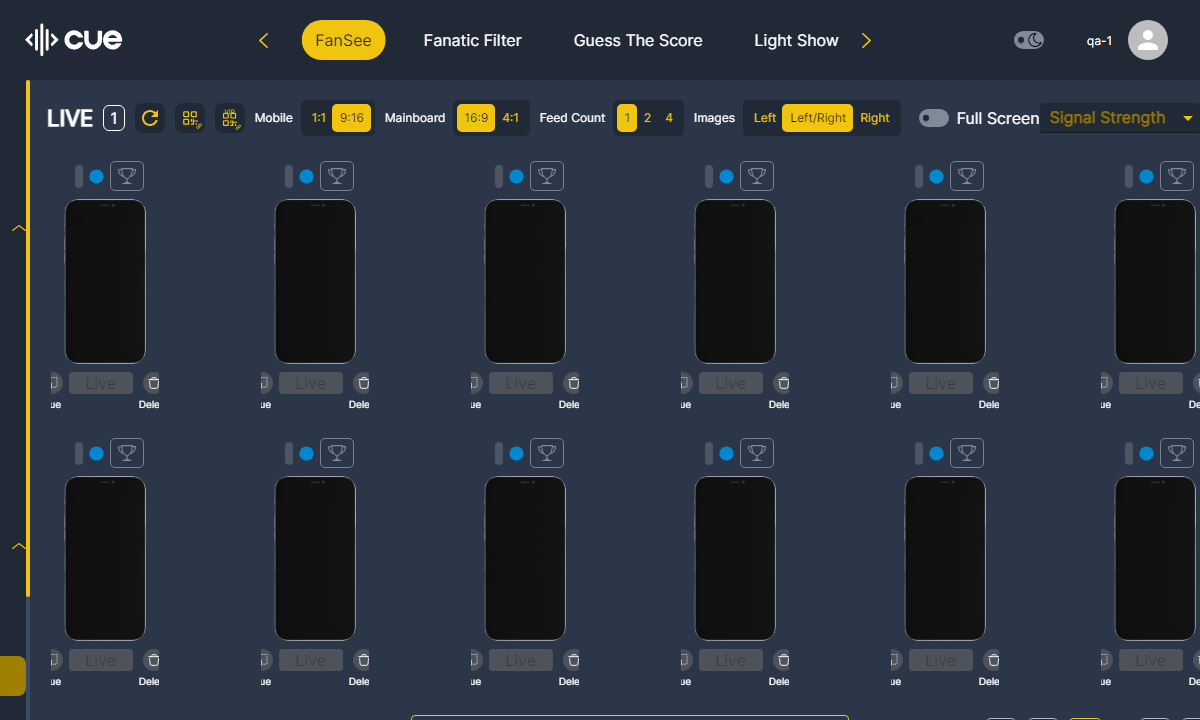 cue
FanSee
Fanatic Filter
Guess The Score
Light Show
qa-1
LIVE 1
Mobile 1:1 9:16
Mainboard 16:9 4:1
Feed Count 1 2 4
Images Left Left/Right Right
Full Screen
Signal Strength
Live Live Live Live Live Live
ue Dele ue Dele ue Dele ue Dele ue Dele ue De
Live Live Live Live Live Live
ue Dele ue Dele ue Dele ue Dele ue Dele ue De